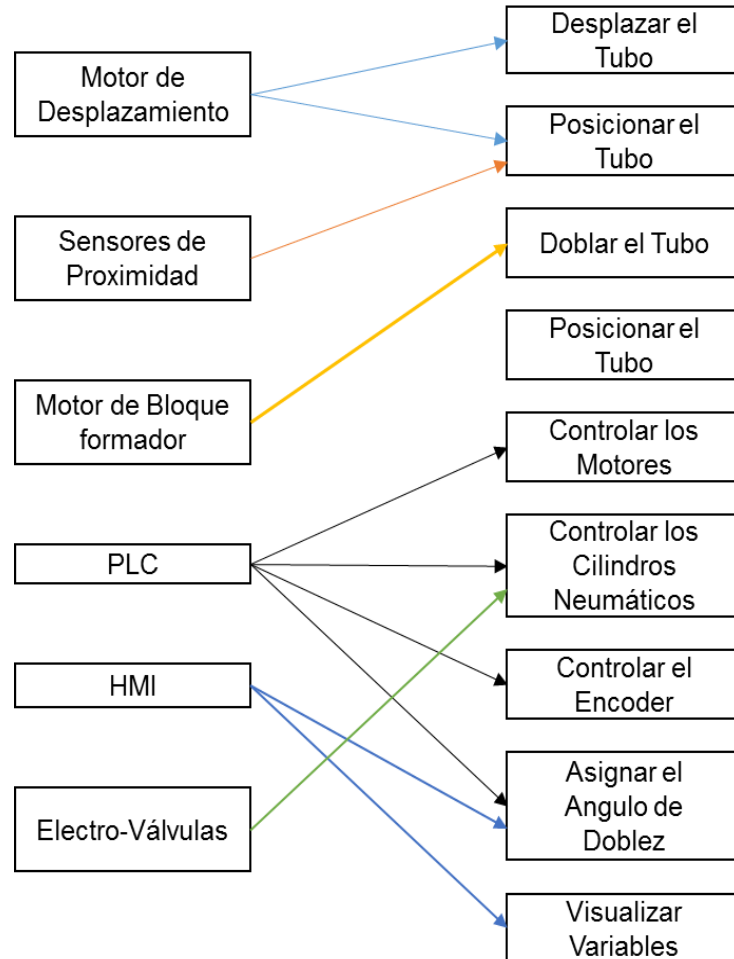 Motor de
Desplazamiento
Sensores de
Proximidad
Motor de Bloque
formador
PLC
HMI
Electro-Válvulas
Desplazar el
Tubo
Posicionar el
Tubo
Doblar el Tubo
Posicionar el
Tubo
Controlar los
Motores
Controlar los
Cilindros
Neumáticos
Controlar el
Encoder
Asignar el
Angulo de
Doblez
Visualizar
Variables